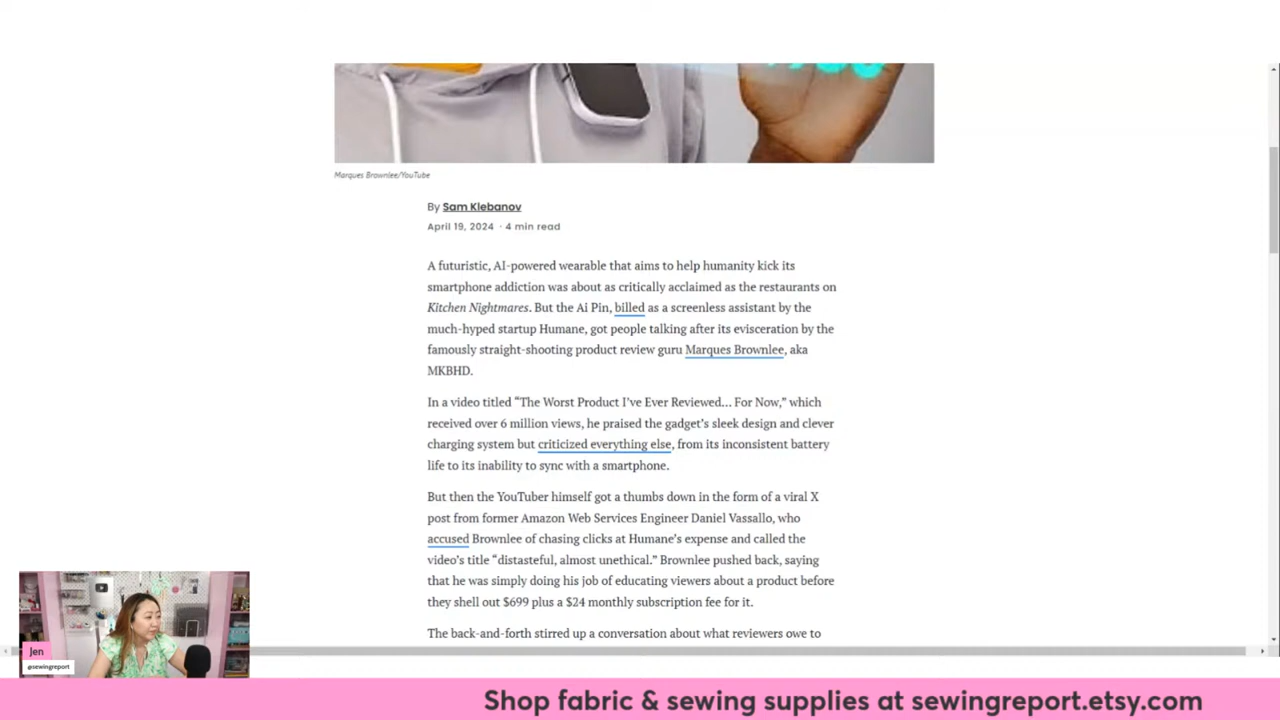 Marques Brownlee/YouTube
By Sam Klebanov
April 19, 2024 · 4 min read
A futuristic, AI-powered wearable that aims to help humanity kick its
smartphone addiction was about as critically acclaimed as the restaurants on
Kitchen Nightmares. But the Ai Pin, billed as a screenless assistant by the
much-hyped startup Humane, got people talking after its evisceration by the
famously straight-shooting product review guru Marques Brownlee, aka
MKBHD.
In a video titled “The Worst Product I’ve Ever Reviewed… For Now,” which
received over 6 million views, he praised the gadget’s sleek design and clever
charging system but criticized everything else, from its inconsistent battery
life to its inability to sync with a smartphone.
But then the YouTuber himself got a thumbs down in the form of a viral X
post from former Amazon Web Services Engineer Daniel Vassallo, who
accused Brownlee of chasing clicks at Humane’s expense and called the
video’s title “distasteful, almost unethical.” Brownlee pushed back, saying
that he was simply doing his job of educating viewers about a product before
they shell out $699 plus a $24 monthly subscription fee for it.
The back-and-forth stirred up a conversation about what reviewers owe to
Jen
@sewingreport
Shop fabric & sewing supplies at sewingreport.etsy.com